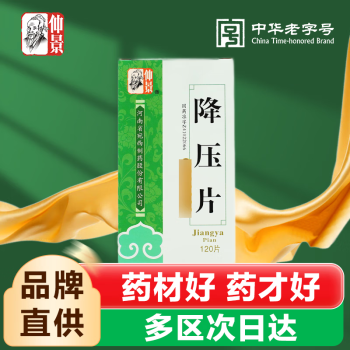 仲景
中华老字号
China Time-honored Brand
仲景
降压片
Jiangya
Pian
120片
河南省宛西制药股份有限公司
品牌
直供
药材好 药才好
多区次日达